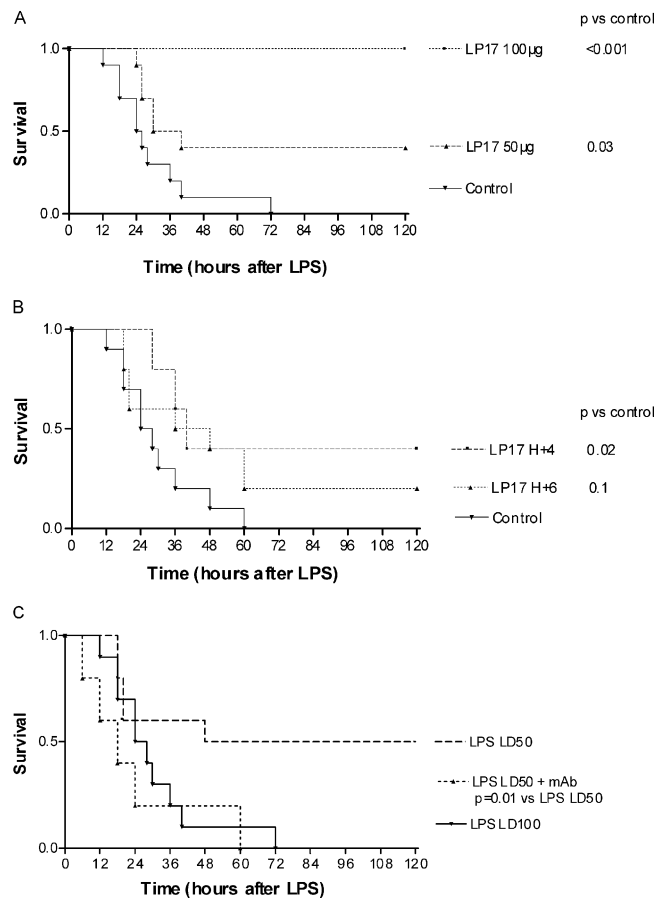 A
p vs control
1.0
LP17 100µg <0.001
Survival
0.5
LP17 50µg 0.03
Control
0.0
0 12 24 36 48 60 72 84 96 108 120
Time (hours after LPS)
B
1.0
p vs control
Survival
0.5
LP17 H+4 0.02
LP17 H+6 0.1
Control
0.0
0 12 24 36 48 60 72 84 96 108 120
Time (hours after LPS)
C
1.0
Survival
0.5
LPS LD50
LPS LD50 + mAb
p=0.01 vs LPS LD50
LPS LD100
0.0
0 12 24 36 48 60 72 84 96 108 120
Time (hours after LPS)